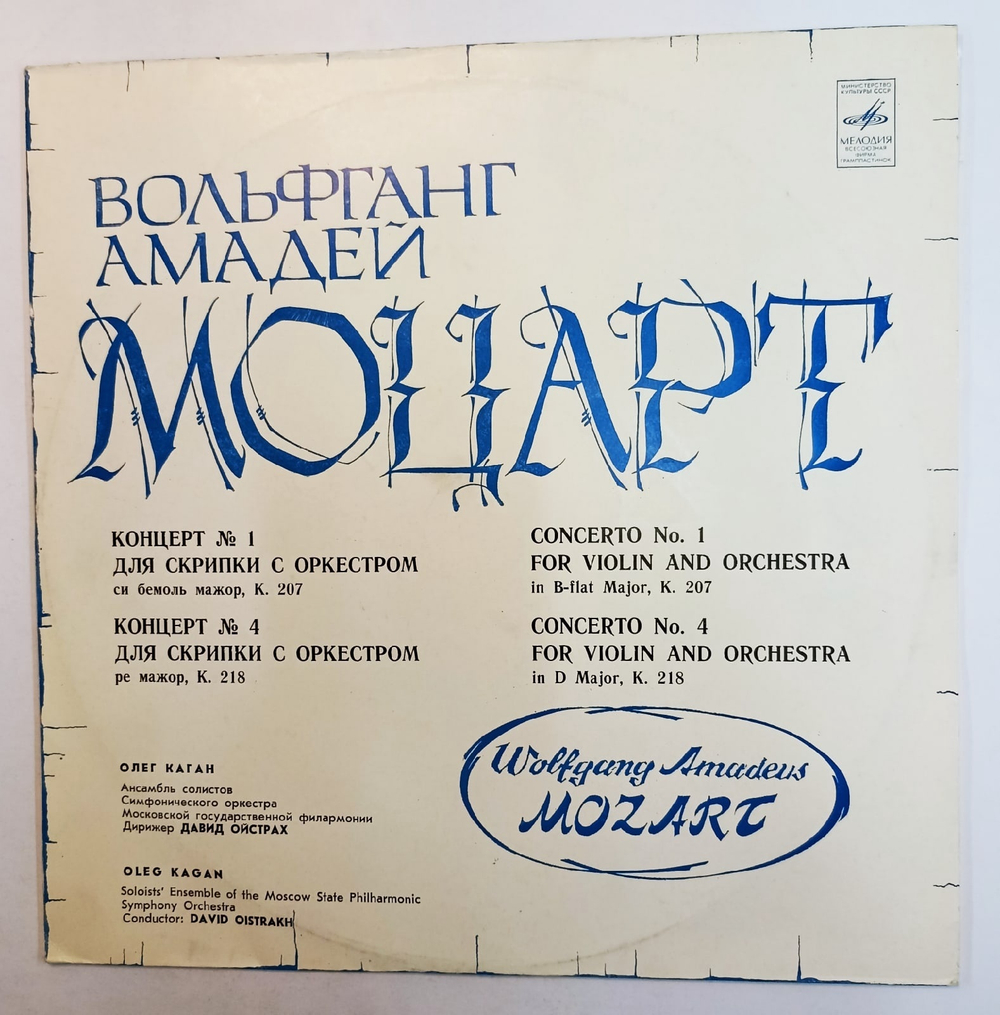 МИНИСТЕРСТВО
КУЛЬТУРЫ СССР
МЕЛОДИЯ
ВСЕСОЮЗНАЯ
ФИРМА
ГРАМПЛАСТИНОК
ВОЛЬФГАНГ
АМАДЕЙ
МОЦАРТ
КОНЦЕРТ № 1
ДЛЯ СКРИПКИ С ОРКЕСТРОМ
си бемоль мажор, К. 207
КОНЦЕРТ № 4
ДЛЯ СКРИПКИ С ОРКЕСТРОМ
ре мажор, К. 218
CONCERTO No. 1
FOR VIOLIN AND ORCHESTRA
in B-flat Major, K. 207
CONCERTO No. 4
FOR VIOLIN AND ORCHESTRA
in D Major, K. 218
Wolfgang Amadeus
MOZART
ОЛЕГ КАГАН
Ансамбль солистов
Симфонического оркестра
Московской государственной филармонии
Дирижер ДАВИД ОЙСТРАХ
OLEG KAGAN
Soloists' Ensemble of the Moscow State Philharmonic
Symphony Orchestra
Conductor: DAVID OISTRAKH